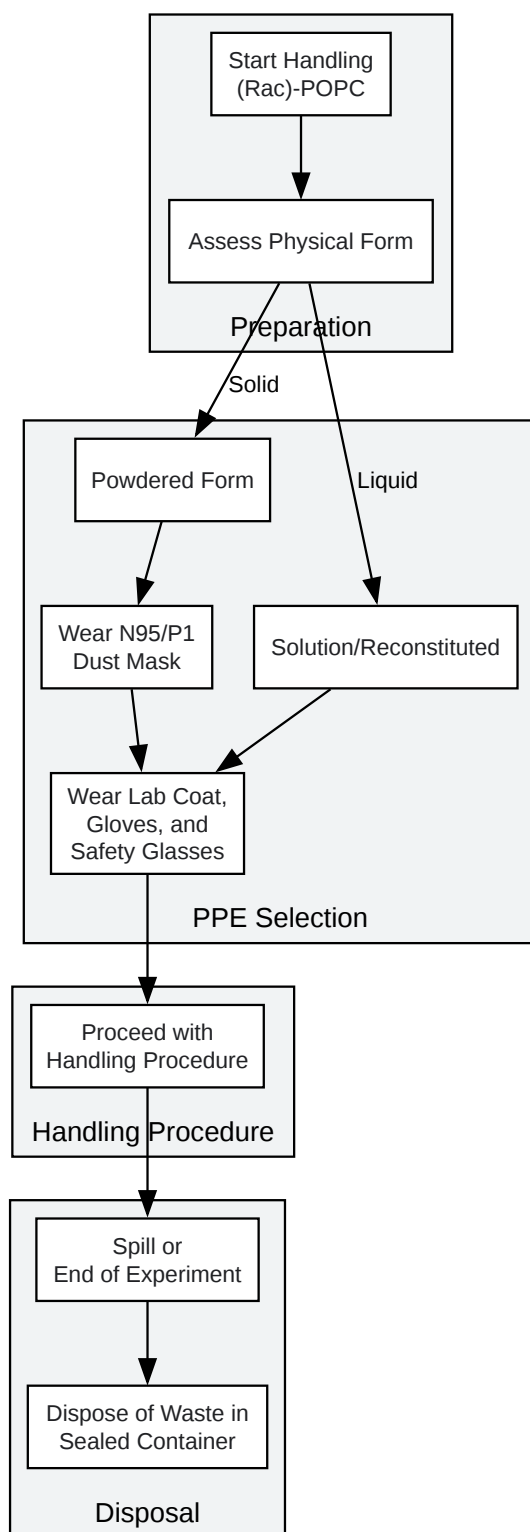 Start Handling
(Rac)-POPC
Assess Physical Form
Preparation
Solid
Powdered Form
Liquid
Wear N95/P1
Dust Mask
Solution/Reconstituted
Wear Lab Coat,
Gloves, and
Safety Glasses
PPE Selection
Proceed with
Handling Procedure
Handling Procedure
Spill or
End of Experiment
Dispose of Waste in
Sealed Container
Disposal